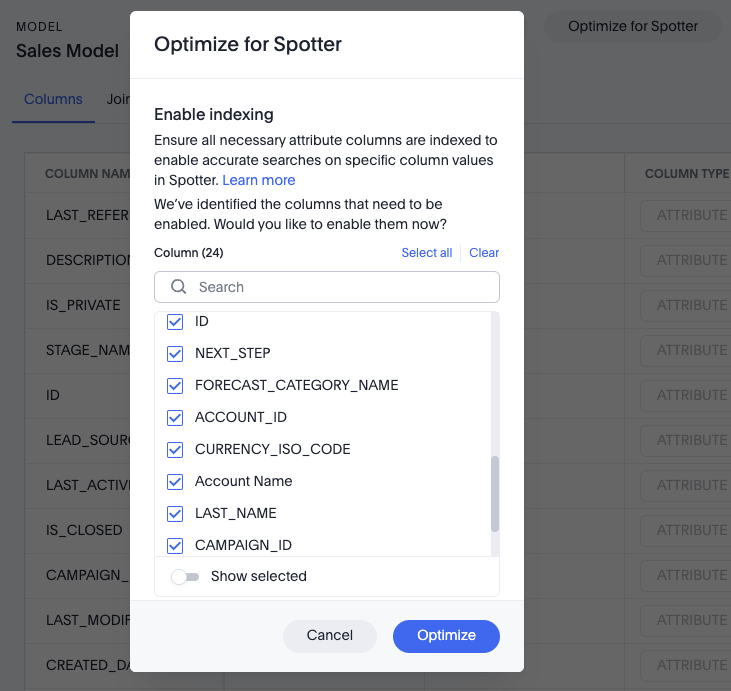 MODEL
Sales Model
Optimize for Spotter
Columns
Join
COLUMN NAM
COLUMN TYPE
LAST_REFER
ATTRIBUTE
DESCRIPTION
ATTRIBUTE
IS_PRIVATE
ATTRIBUTE
STAGE_NAM
ATTRIBUTE
ID
ATTRIBUTE
LEAD_SOURC
ATTRIBUTE
LAST_ACTIV
ATTRIBUTE
IS_CLOSED
ATTRIBUTE
CAMPAIGN_
ATTRIBUTE
LAST_MODIF
ATTRIBUTE
CREATED_DA
ATTRIBUTE
Optimize for Spotter
Enable indexing
Ensure all necessary attribute columns are indexed to
enable accurate searches on specific column values
in Spotter. Learn more
We've identified the columns that need to be
enabled. Would you like to enable them now?
Column (24) Select all Clear
Search
ID
NEXT_STEP
FORECAST_CATEGORY_NAME
ACCOUNT_ID
CURRENCY_ISO_CODE
Account Name
LAST_NAME
CAMPAIGN_ID
Show selected
Cancel Optimize